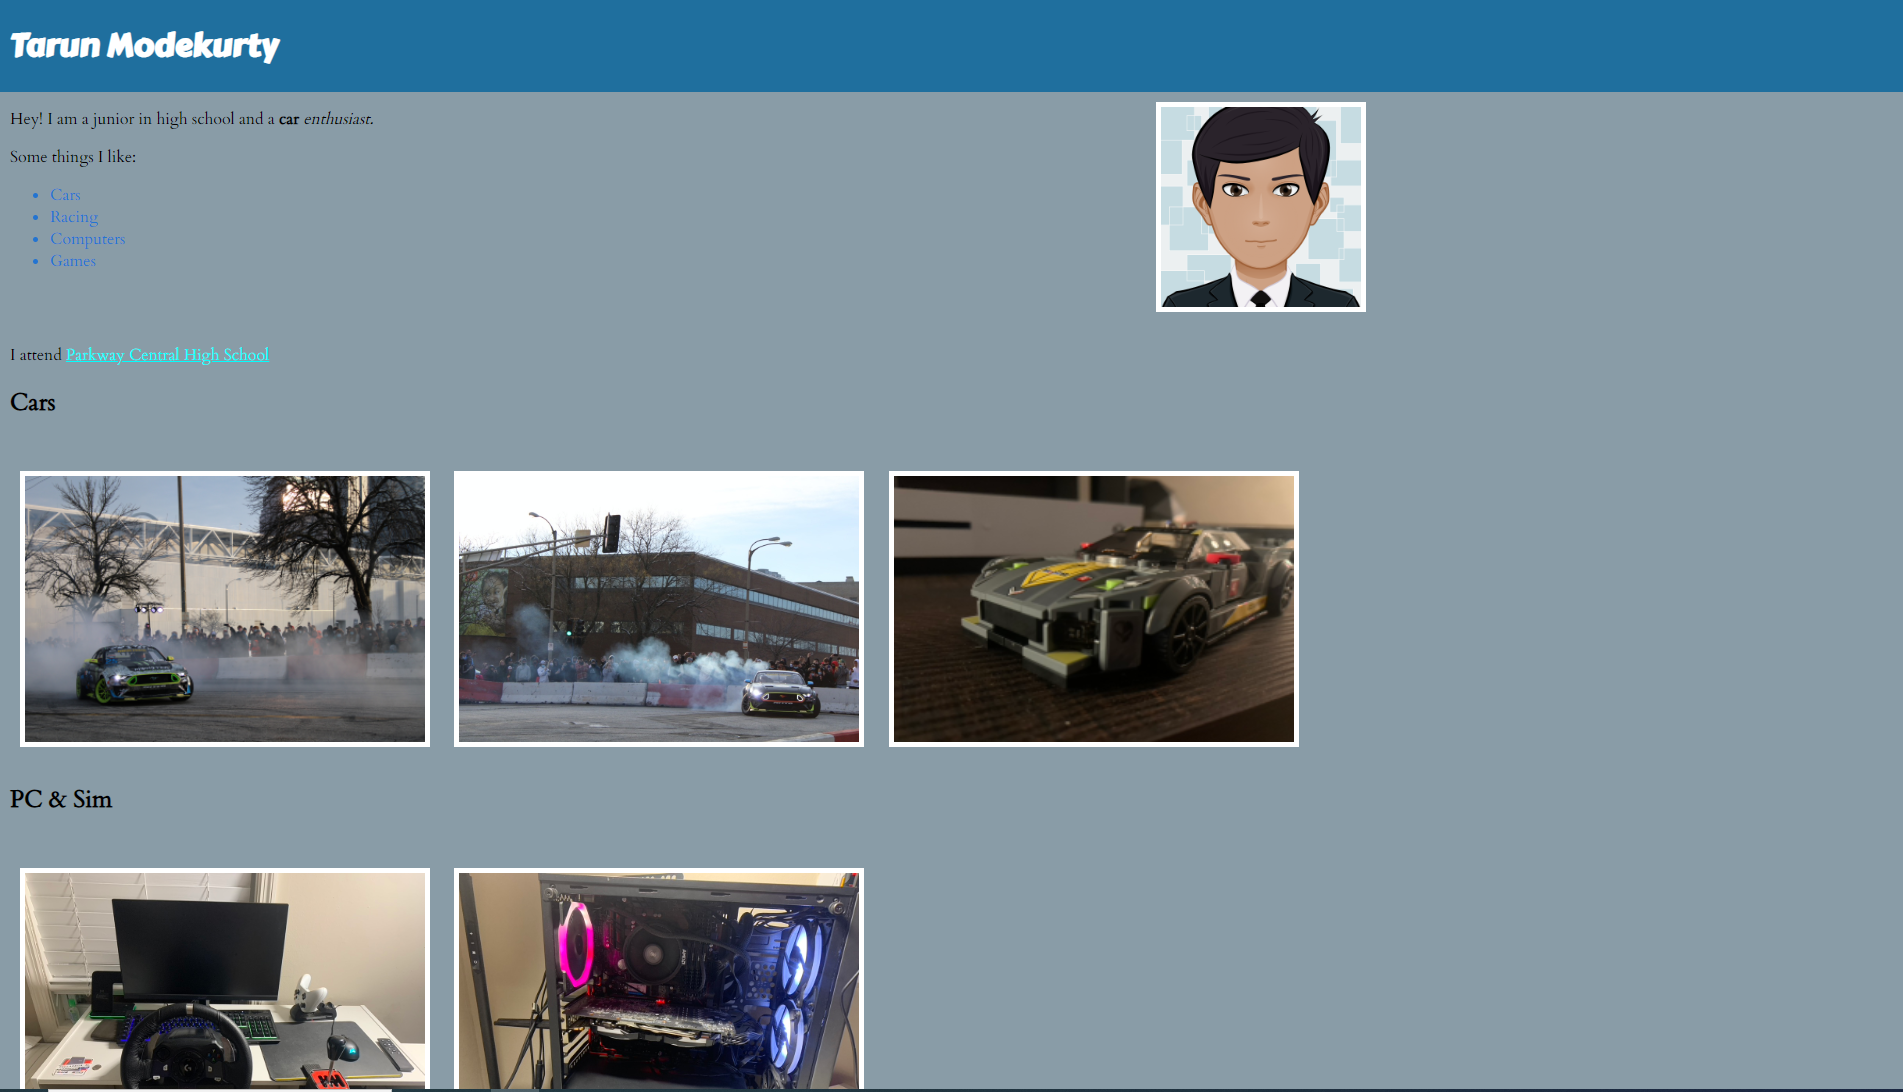 Tarun Modekurty
Hey! I am a junior in high school and a car enthusiast.
Some things I like:
Cars
Racing
Computers
Games
I attend Parkway Central High School
Cars
PC & Sim